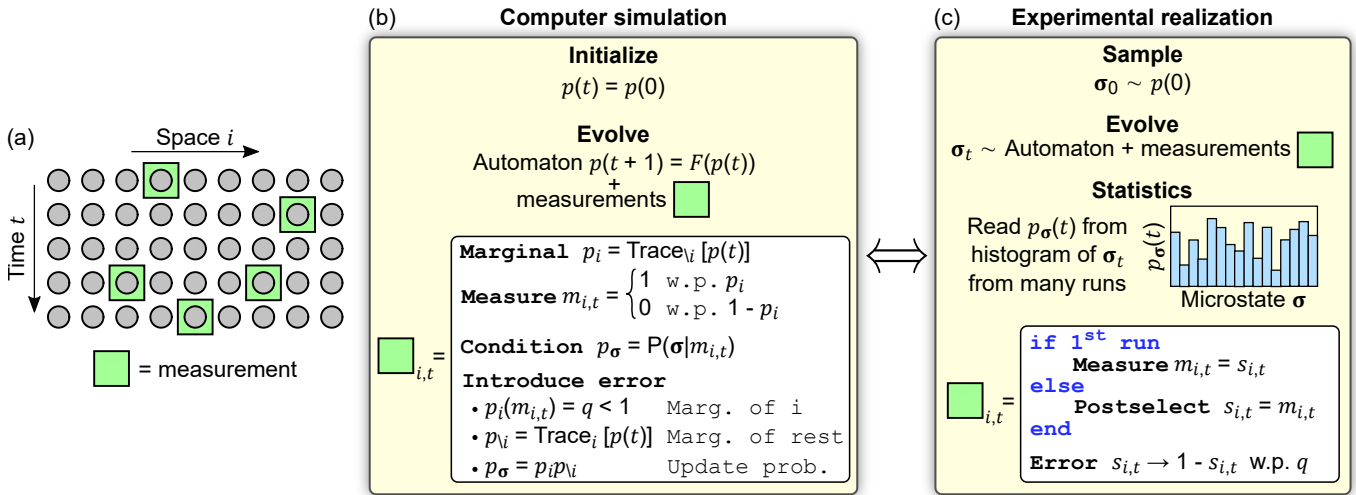 (a)
Space i
Time t
= measurement
(b)
Computer simulation
Initialize
p(t) = p(0)
Evolve
Automaton p(t + 1) = F(p(t))
+
measurements
i,t =
Marginal p_i = Trace_\i [p(t)]
Measure m_i,t = {1 w.p. p_i
0 w.p. 1 - p_i
Condition p_σ = P(σ|m_i,t)
Introduce error
• p_i(m_i,t) = q < 1 Marg. of i
• p_\i = Trace_i [p(t)] Marg. of rest
• p_σ = p_i p_\i Update prob.
(c)
Experimental realization
Sample
σ_0 ~ p(0)
Evolve
σ_t ~ Automaton + measurements
Statistics
Read p_σ(t) from
histogram of σ_t
from many runs
p_σ(t)
Microstate σ
i,t =
if 1st run
Measure m_i,t = s_i,t
else
Postselect s_i,t = m_i,t
end
Error s_i,t → 1 - s_i,t w.p. q